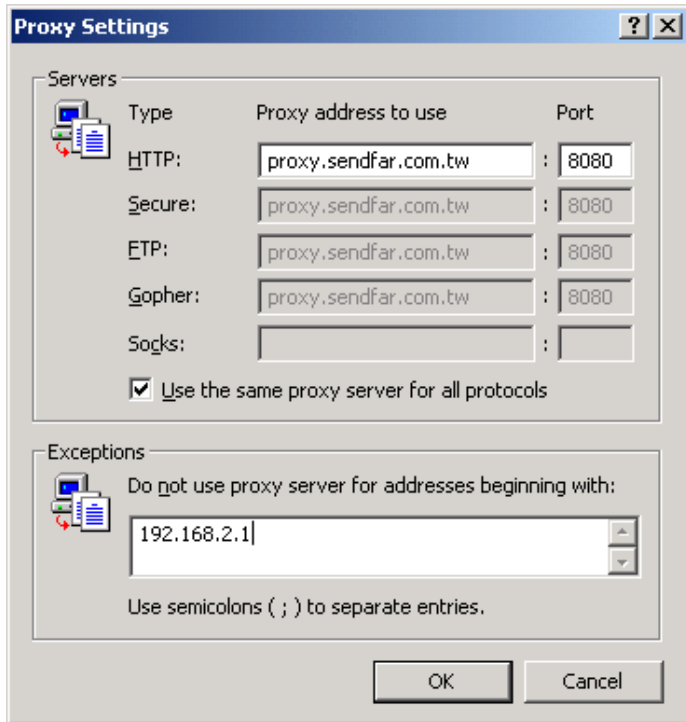 Proxy Settings
Servers
Type Proxy address to use Port
HTTP: proxy.sendfar.com.tw : 8080
Secure: proxy.sendfar.com.tw : 8080
FTP: proxy.sendfar.com.tw : 8080
Gopher: proxy.sendfar.com.tw : 8080
Socks: :
Use the same proxy server for all protocols
Exceptions
Do not use proxy server for addresses beginning with:
192.168.2.1
Use semicolons ( ; ) to separate entries.
OK Cancel